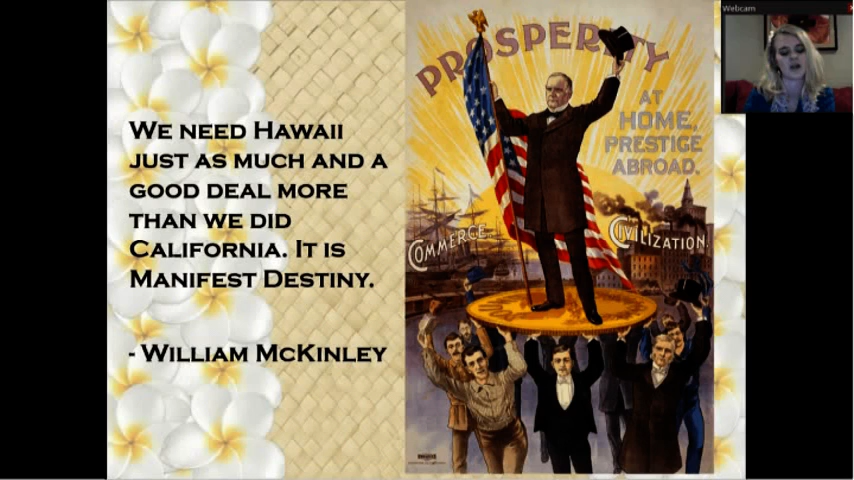 Webcam
WE NEED HAWAII
JUST AS MUCH AND A
GOOD DEAL MORE
THAN WE DID
CALIFORNIA. IT IS
MANIFEST DESTINY.
- WILLIAM MCKINLEY
PROSPERITY
AT
HOME,
PRESTIGE
ABROAD.
COMMERCE.
CIVILIZATION.